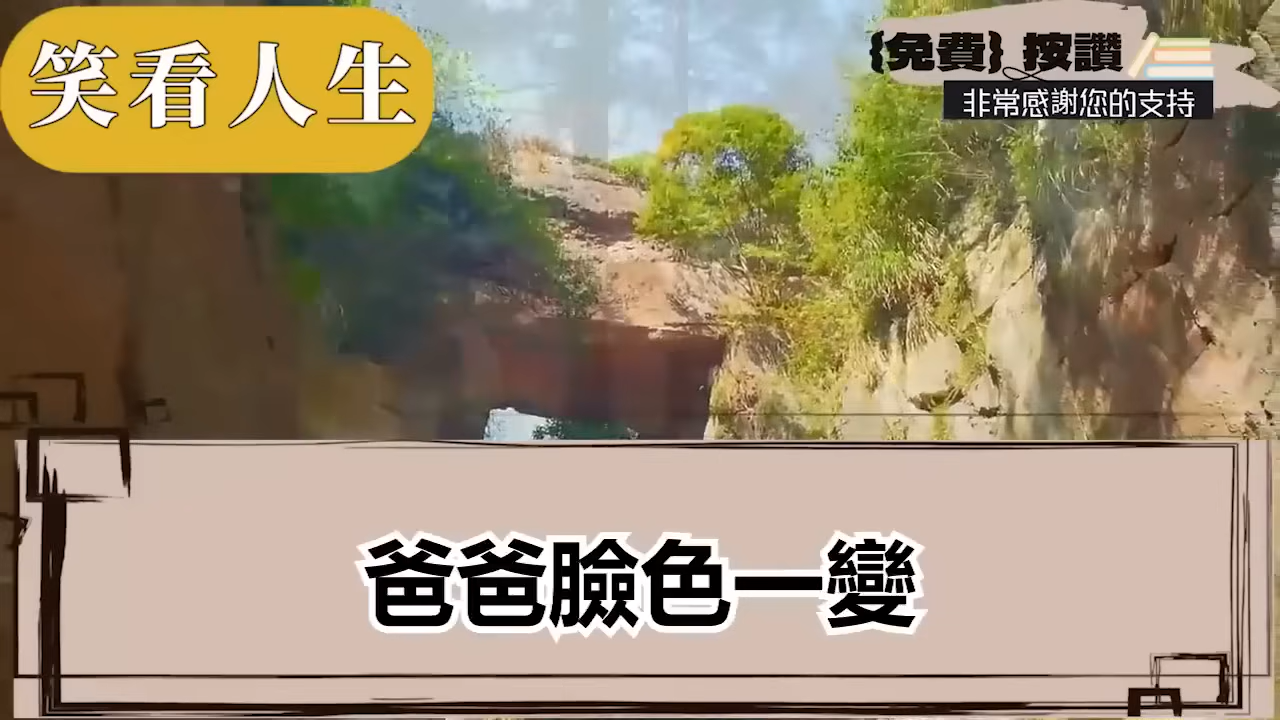 笑看人生
{免費} 按讚
非常感謝您的支持
爸爸臉色一變